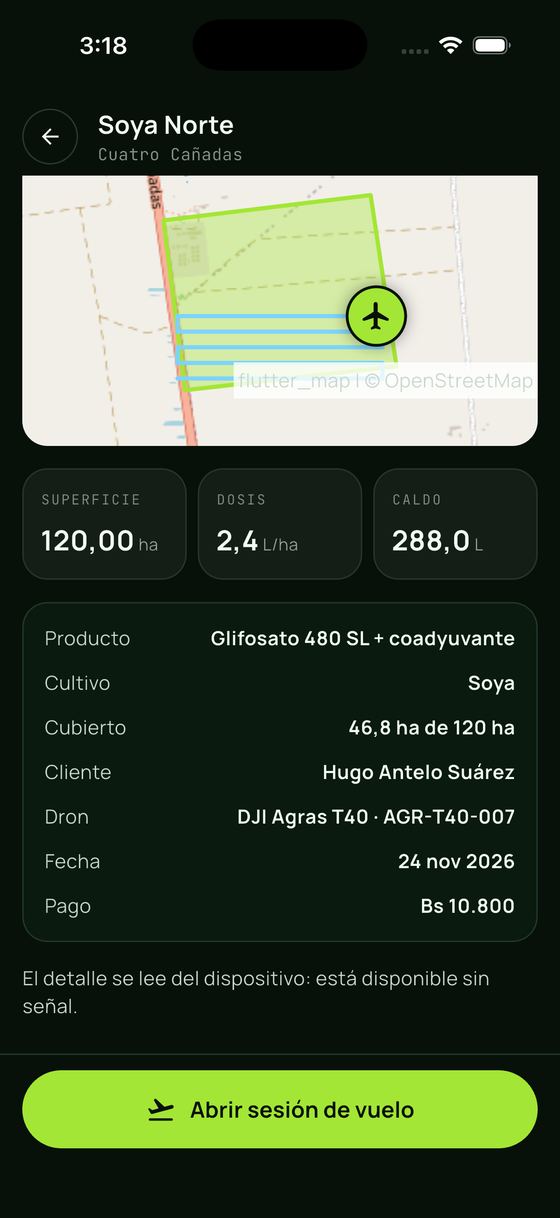 3:18
Soya Norte
Cuatro Cañadas
adas
flutter_map | © OpenStreetMap
SUPERFICIE
120,00 ha
DOSIS
2,4 L/ha
CALDO
288,0 L
Producto Glifosato 480 SL + coadyuvante
Cultivo Soya
Cubierto 46,8 ha de 120 ha
Cliente Hugo Antelo Suárez
Dron DJI Agras T40 · AGR-T40-007
Fecha 24 nov 2026
Pago Bs 10.800
El detalle se lee del dispositivo: está disponible sin
señal.
Abrir sesión de vuelo